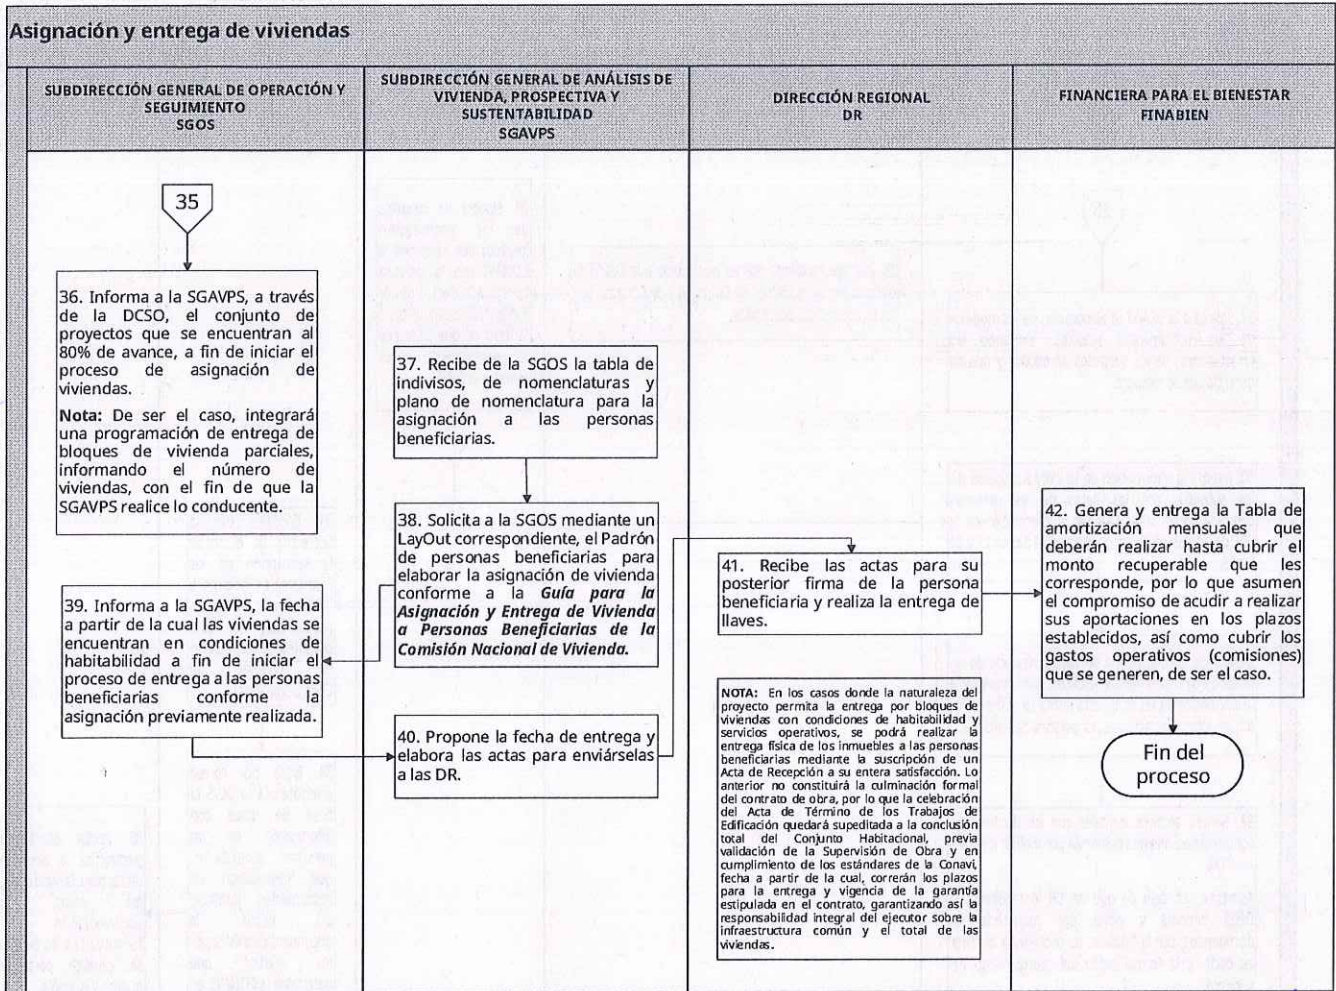 Asignación y entrega de viviendas
SUBDIRECCIÓN GENERAL DE OPERACIÓN Y
SEGUIMIENTO
SGOS
SUBDIRECCIÓN GENERAL DE ANÁLISIS DE
VIVIENDA, PROSPECTIVA Y
SUSTENTABILIDAD
SGAVPS
DIRECCIÓN REGIONAL
DR
FINANCIERA PARA EL BIENESTAR
FINABIEN
35
36. Informa a la SGAVPS, a través
de la DCSO, el conjunto de
proyectos que se encuentran al
80% de avance, a fin de iniciar el
proceso de asignación de
viviendas.
Nota: De ser el caso, integrará
una programación de entrega de
bloques de vivienda parciales,
informando el número de
viviendas, con el fin de que la
SGAVPS realice lo conducente.
37. Recibe de la SGOS la tabla de
indivisos, de nomenclaturas y
plano de nomenclatura para la
asignación a las personas
beneficiarias.
38. Solicita a la SGOS mediante un
LayOut correspondiente, el Padrón
de personas beneficiarias para
elaborar la asignación de vivienda
conforme a la Guía para la
Asignación y Entrega de Vivienda
a Personas Beneficiarias de la
Comisión Nacional de Vivienda.
39. Informa a la SGAVPS, la fecha
a partir de la cual las viviendas se
encuentran en condiciones de
habitabilidad a fin de iniciar el
proceso de entrega a las personas
beneficiarias conforme la
asignación previamente realizada.
40. Propone la fecha de entrega y
elabora las actas para enviárselas
a las DR.
41. Recibe las actas para su
posterior firma de la persona
beneficiaria y realiza la entrega de
llaves.
NOTA: En los casos donde la naturaleza del
proyecto permita la entrega por bloques de
viviendas con condiciones de habitabilidad y
servicios operativos, se podrá realizar la
entrega física de los inmuebles a las personas
beneficiarias mediante la suscripción de un
Acta de Recepción a su entera satisfacción. Lo
anterior no constituirá la culminación formal
del contrato de obra, por lo que la celebración
del Acta de Término de los Trabajos de
Edificación quedará supeditada a la conclusión
total del Conjunto Habitacional, previa
validación de la Supervisión de Obra y en
cumplimiento de los estándares de la Conavi,
fecha a partir de la cual, correrán los plazos
para la entrega y vigencia de la garantía
estipulada en el contrato, garantizando así la
responsabilidad integral del ejecutor sobre la
infraestructura común y el total de las
viviendas.
42. Genera y entrega la Tabla de
amortización mensuales que
deberán realizar hasta cubrir el
monto recuperable que les
corresponde, por lo que asumen
el compromiso de acudir a realizar
sus aportaciones en los plazos
establecidos, así como cubrir los
gastos operativos (comisiones)
que se generen, de ser el caso.
Fin del
proceso